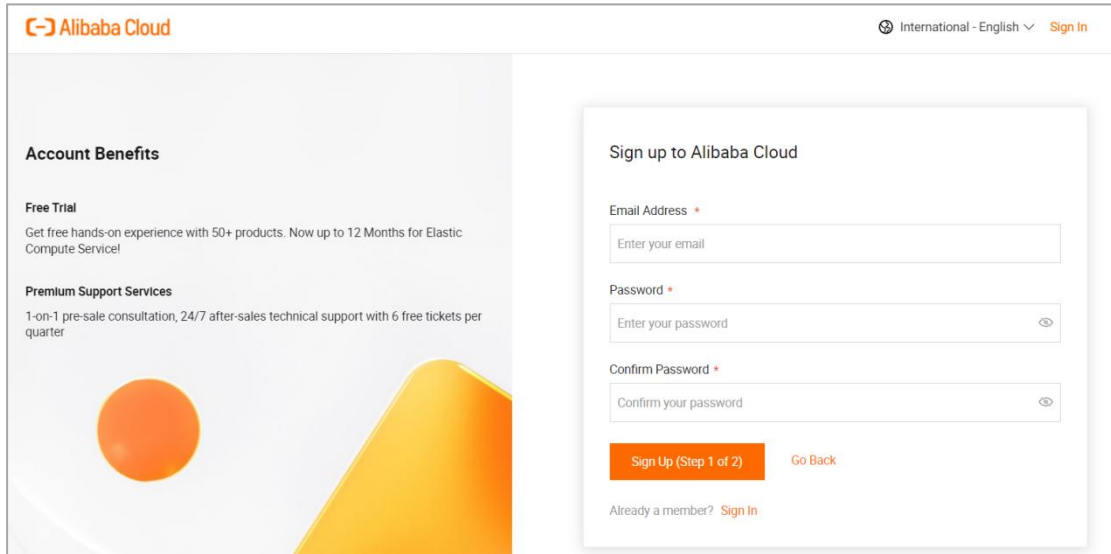 Alibaba Cloud
International - English
Sign In
Account Benefits
Free Trial
Get free hands-on experience with 50+ products. Now up to 12 Months for Elastic
Compute Service!
Premium Support Services
1-on-1 pre-sale consultation, 24/7 after-sales technical support with 6 free tickets per
quarter
Sign up to Alibaba Cloud
Email Address *
Enter your email
Password *
Enter your password
Confirm Password *
Confirm your password
Sign Up (Step 1 of 2)
Go Back
Already a member? Sign In